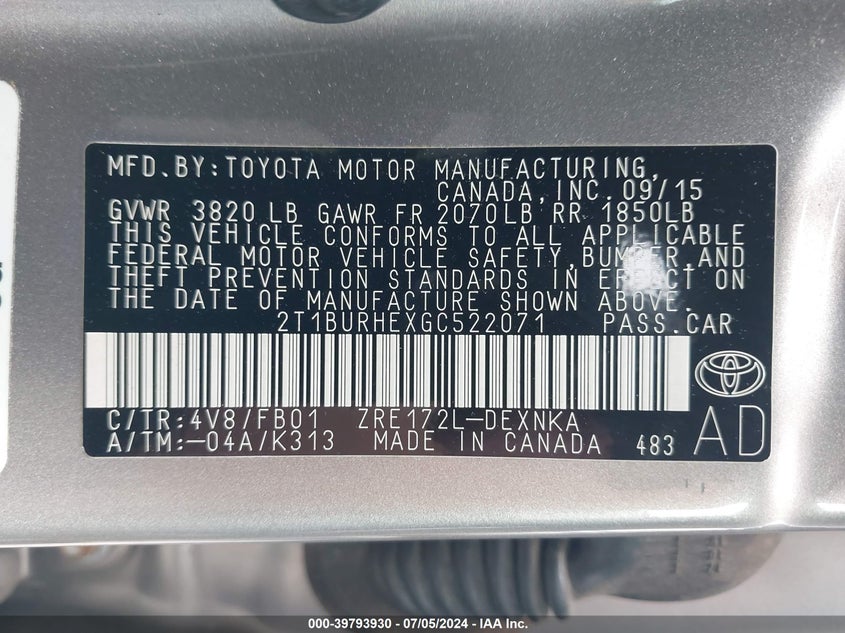 MFD.BY:TOYOTA MOTOR MANUFACTURING,
CANADA,INC.09/15
GVWR 3820 LB GAWR FR 2070LB RR 1850LB
THIS VEHICLE CONFORMS TO ALL APPLICABLE
FEDERAL MOTOR VEHICLE SAFETY,BUMPER,AND
THEFT PREVENTION STANDARDS IN EFFECT ON
THE DATE OF MANUFACTURE SHOWN ABOVE.
2T1BURHEXGC522071 PASS.CAR
C/TR:4V8/FB01 ZRE172L-DEXNKA
A/TM:-04A/K313 MADE IN CANADA 483 AD
000-39793930 / 07/05/2024 - IAA Inc.